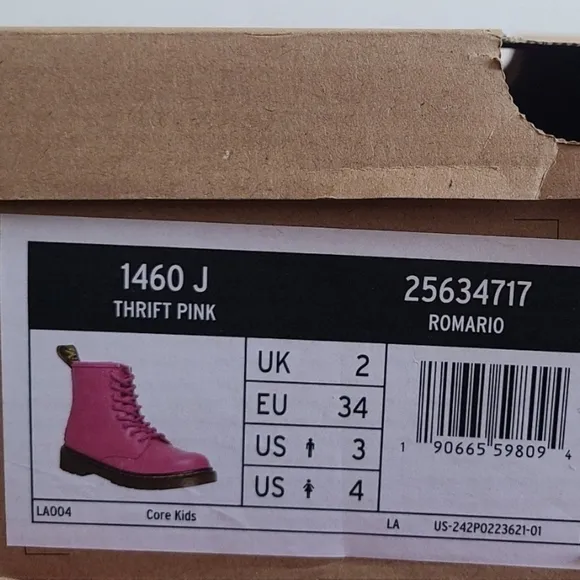 1460 J
THRIFT PINK
25634717
ROMARIO
UK 2
EU 34
US 3
US 4
1 90665 59809 4
LA004
Core Kids
LA
US-242P0223621-01